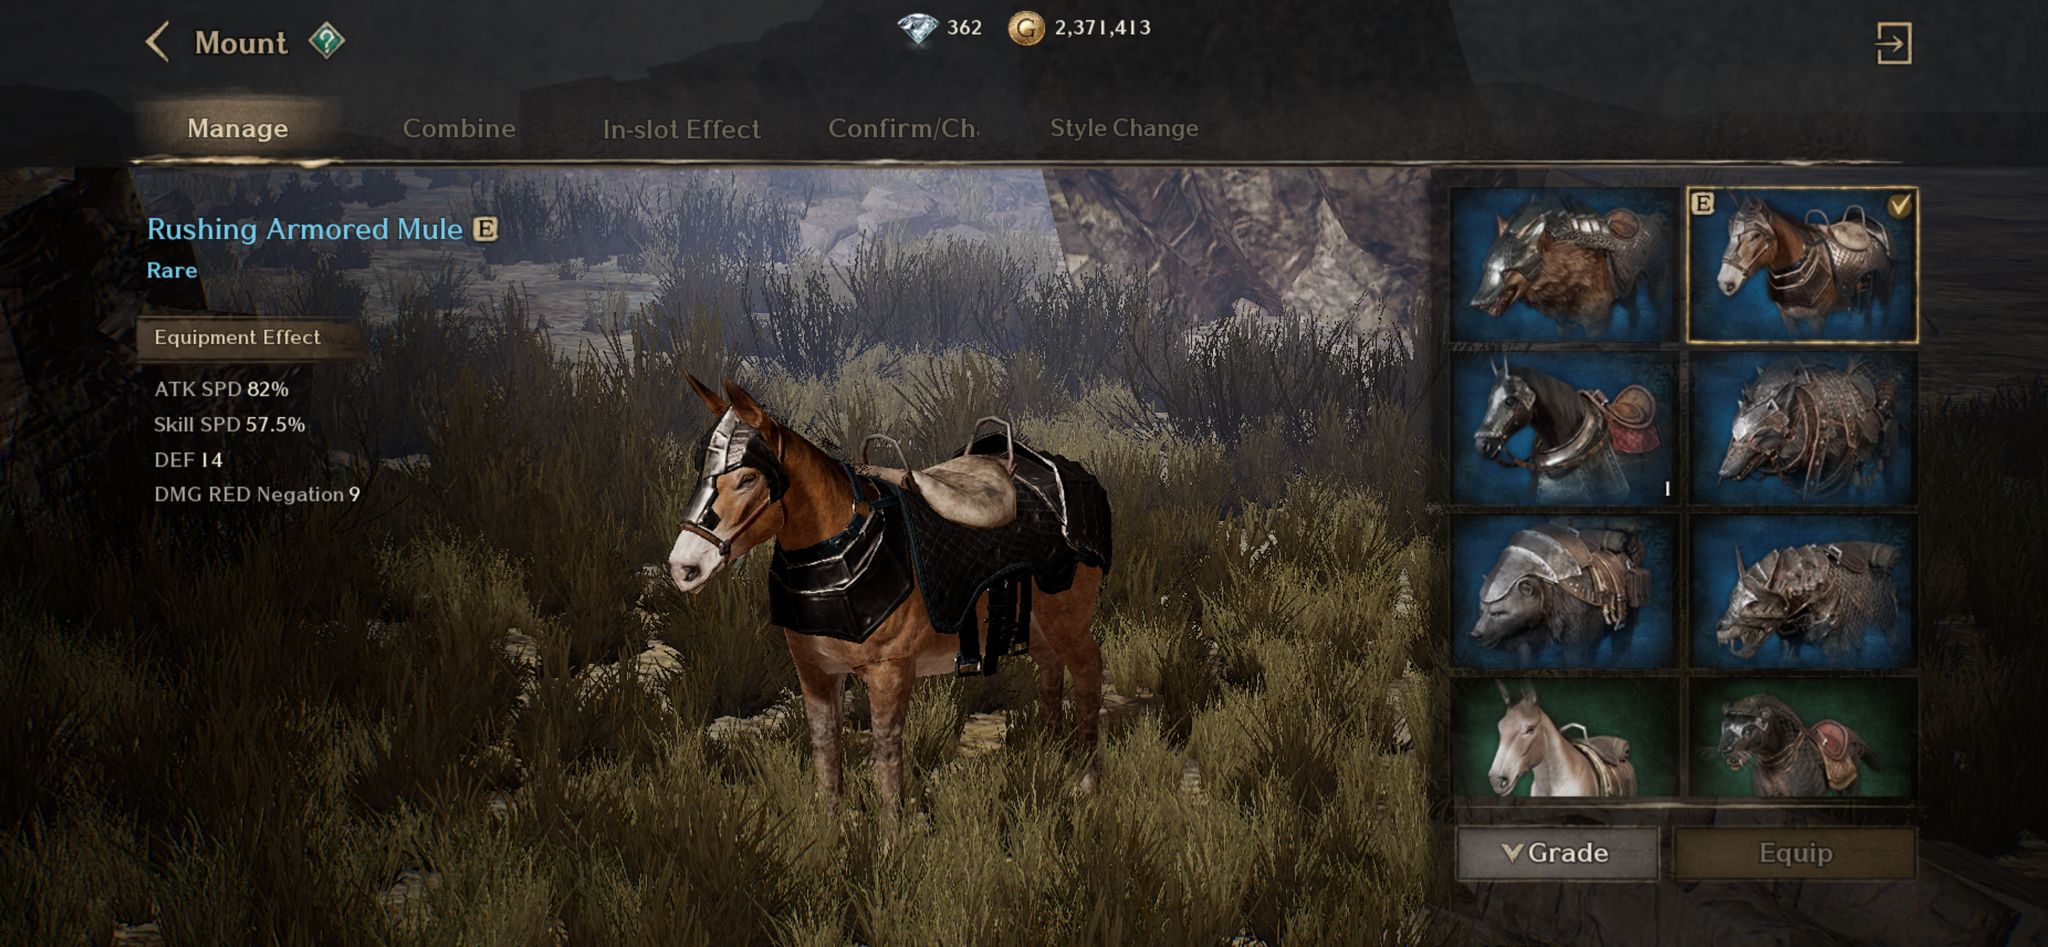 Mount
362
G 2,371,413
Manage
Combine
In-slot Effect
Confirm/Ch
Style Change
Rushing Armored Mule E
Rare
Equipment Effect
ATK SPD 82%
Skill SPD 57.5%
DEF 14
DMG RED Negation 9
E
1
Grade
Equip